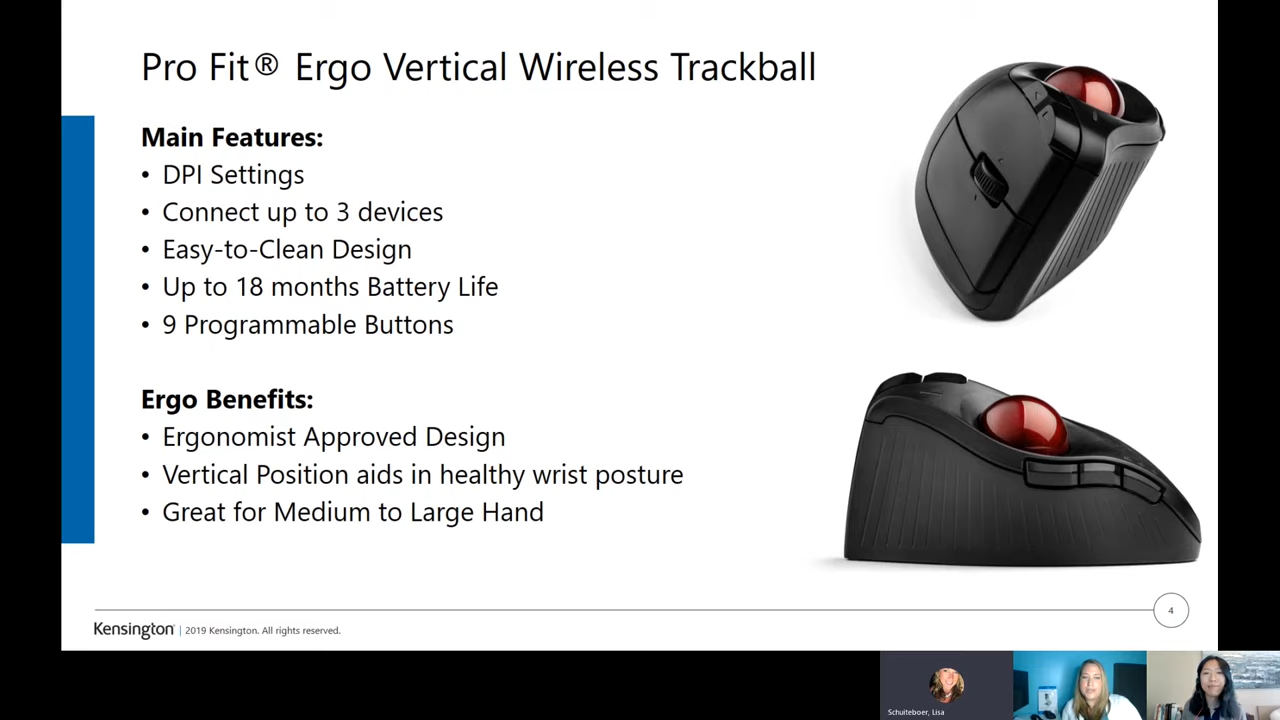 Pro Fit® Ergo Vertical Wireless Trackball
Main Features:
• DPI Settings
• Connect up to 3 devices
• Easy-to-Clean Design
• Up to 18 months Battery Life
• 9 Programmable Buttons
Ergo Benefits:
• Ergonomist Approved Design
• Vertical Position aids in healthy wrist posture
• Great for Medium to Large Hand
Kensington | 2019 Kensington. All rights reserved.
4
Schuiteboer, Lisa